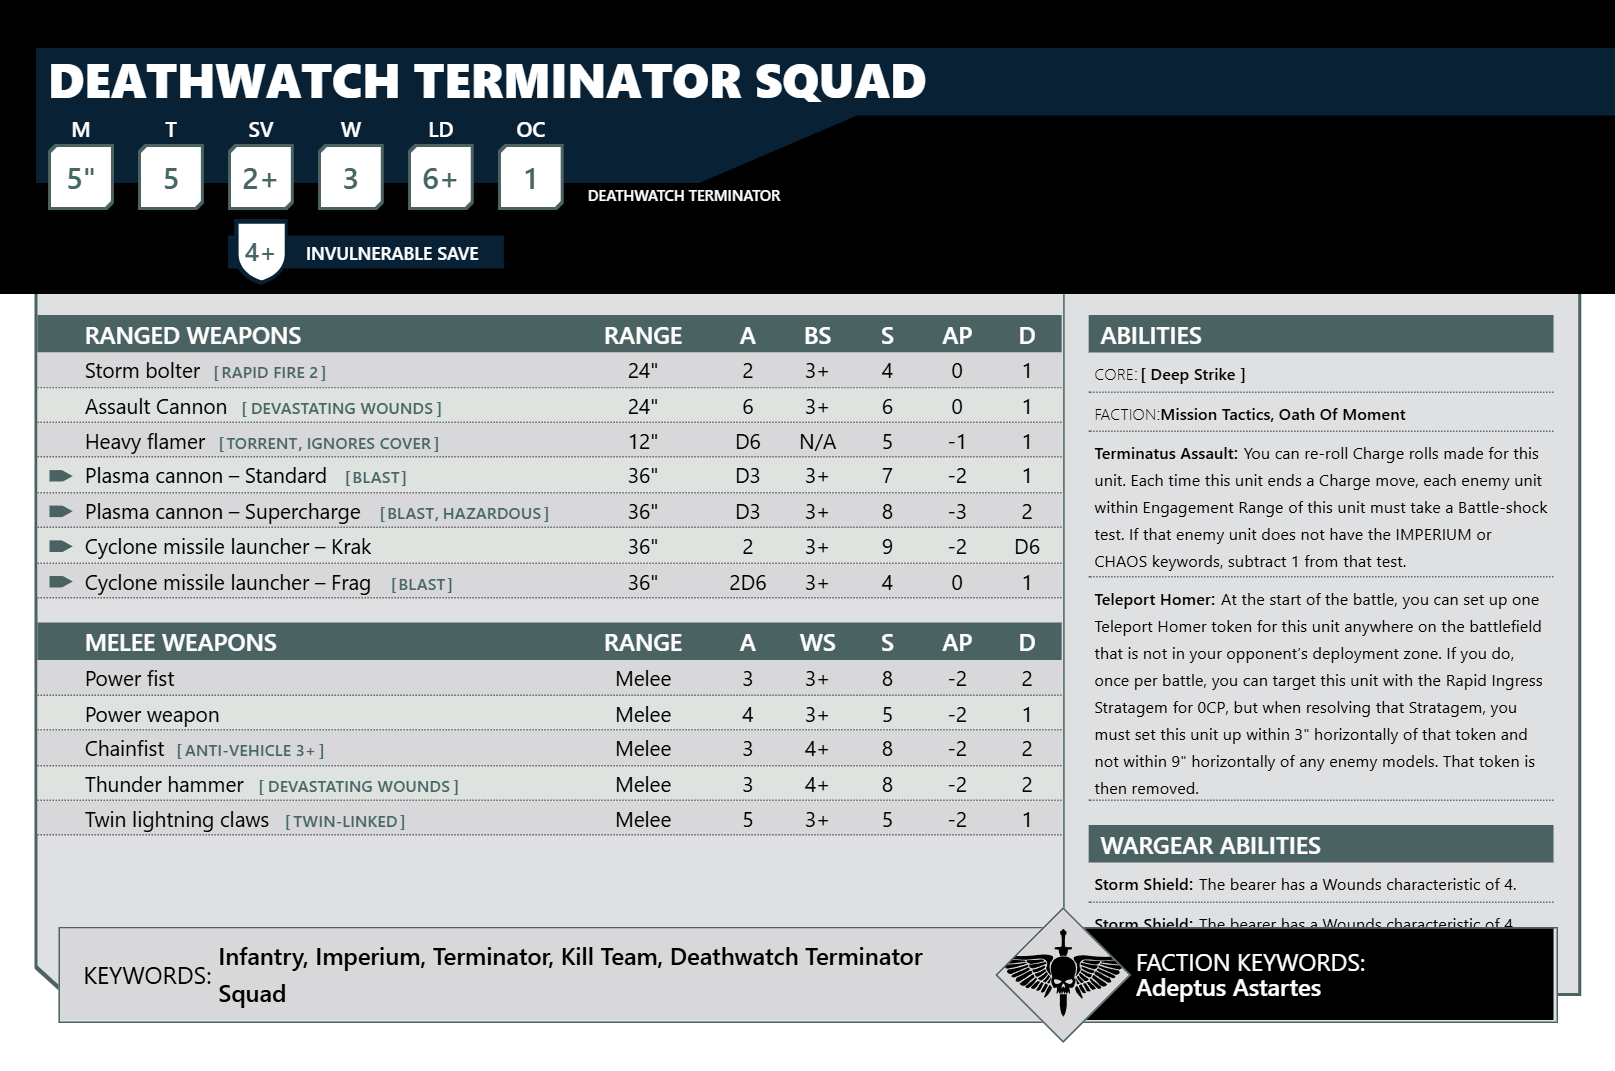 DEATHWATCH TERMINATOR SQUAD
M T SV W LD OC
5" 5 2+ 3 6+ 1
DEATHWATCH TERMINATOR
4+ INVULNERABLE SAVE
RANGED WEAPONS RANGE A BS S AP D
Storm bolter [RAPID FIRE 2] 24" 2 3+ 4 0 1
Assault Cannon [DEVASTATING WOUNDS] 24" 6 3+ 6 0 1
Heavy flamer [TORRENT, IGNORES COVER] 12" D6 N/A 5 -1 1
Plasma cannon – Standard [BLAST] 36" D3 3+ 7 -2 1
Plasma cannon – Supercharge [BLAST, HAZARDOUS] 36" D3 3+ 8 -3 2
Cyclone missile launcher – Krak 36" 2 3+ 9 -2 D6
Cyclone missile launcher – Frag [BLAST] 36" 2D6 3+ 4 0 1
MELEE WEAPONS RANGE A WS S AP D
Power fist Melee 3 3+ 8 -2 2
Power weapon Melee 4 3+ 5 -2 1
Chainfist [ANTI-VEHICLE 3+] Melee 3 4+ 8 -2 2
Thunder hammer [DEVASTATING WOUNDS] Melee 3 4+ 8 -2 2
Twin lightning claws [TWIN-LINKED] Melee 5 3+ 5 -2 1
ABILITIES
CORE: [ Deep Strike ]
FACTION:Mission Tactics, Oath Of Moment
Terminatus Assault: You can re-roll Charge rolls made for this
unit. Each time this unit ends a Charge move, each enemy unit
within Engagement Range of this unit must take a Battle-shock
test. If that enemy unit does not have the IMPERIUM or
CHAOS keywords, subtract 1 from that test.
Teleport Homer: At the start of the battle, you can set up one
Teleport Homer token for this unit anywhere on the battlefield
that is not in your opponent’s deployment zone. If you do,
once per battle, you can target this unit with the Rapid Ingress
Stratagem for 0CP, but when resolving that Stratagem, you
must set this unit up within 3" horizontally of that token and
not within 9" horizontally of any enemy models. That token is
then removed.
WARGEAR ABILITIES
Storm Shield: The bearer has a Wounds characteristic of 4.
Storm Shield: The bearer has a Wounds characteristic of 4.
KEYWORDS: Infantry, Imperium, Terminator, Kill Team, Deathwatch Terminator
Squad
FACTION KEYWORDS:
Adeptus Astartes